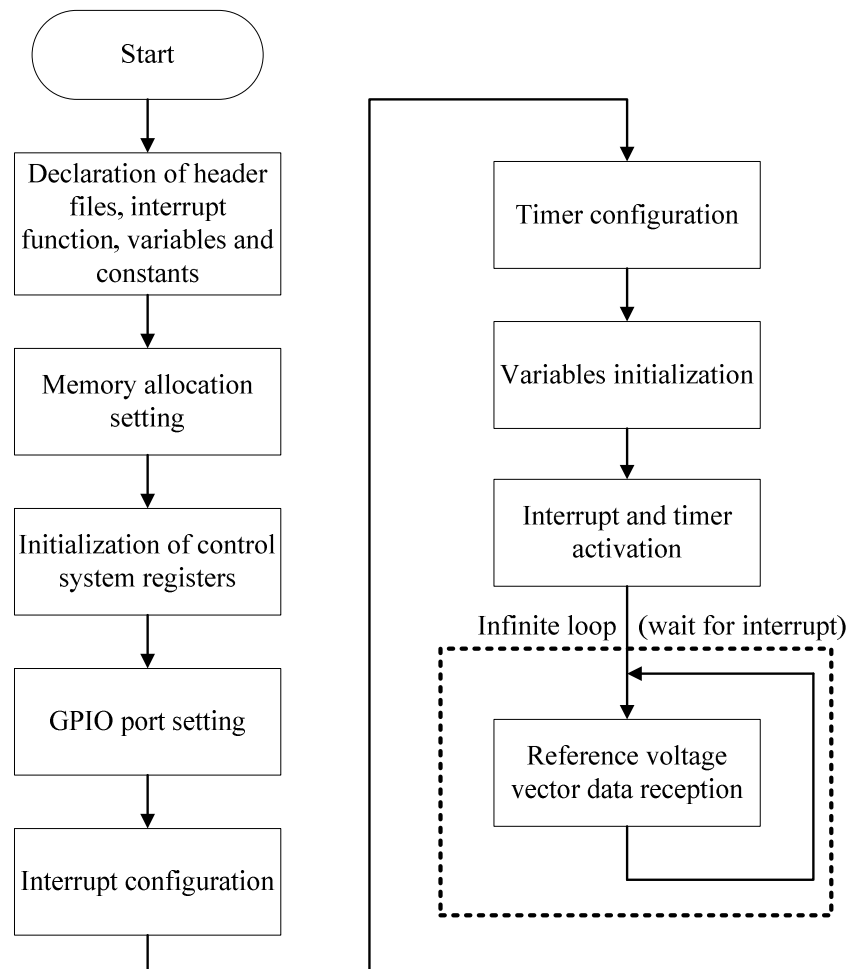 Start
Declaration of header
files, interrupt
function, variables and
constants
Memory allocation
setting
Initialization of control
system registers
GPIO port setting
Interrupt configuration
Timer configuration
Variables initialization
Interrupt and timer
activation
Infinite loop (wait for interrupt)
Reference voltage
vector data reception